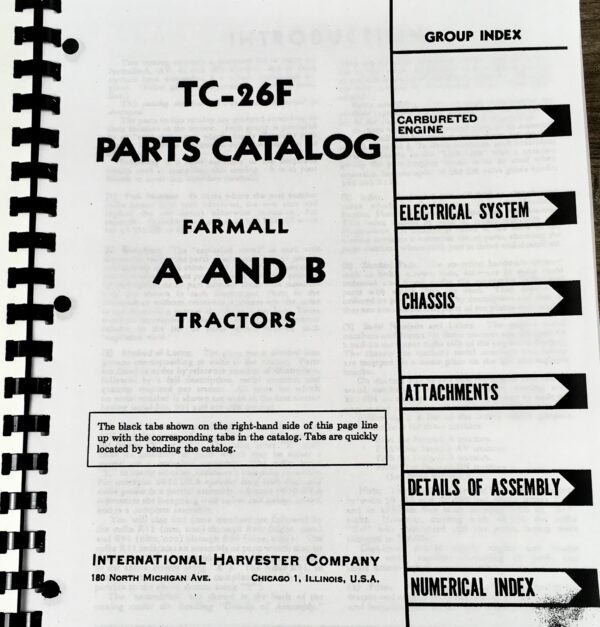 TC-26F
PARTS CATALOG
FARMALL
A AND B
TRACTORS
The black tabs shown on the right-hand side of this page line
up with the corresponding tabs in the catalog. Tabs are quickly
located by bending the catalog.
INTERNATIONAL HARVESTER COMPANY
180 NORTH MICHIGAN AVE. CHICAGO 1, ILLINOIS, U.S.A.
GROUP INDEX
CARBURETED
ENGINE
ELECTRICAL SYSTEM
CHASSIS
ATTACHMENTS
DETAILS OF ASSEMBLY
NUMERICAL INDEX